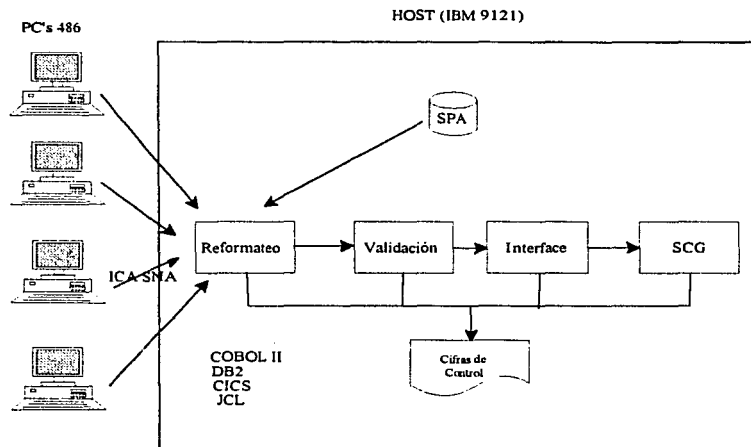 HOST (IBM 9121)
PC's 486
SPA
Reformateo
Validación
Interface
SCG
ICA SNA
COBOL II
DB2
CICS
JCL
Cifras de
Control